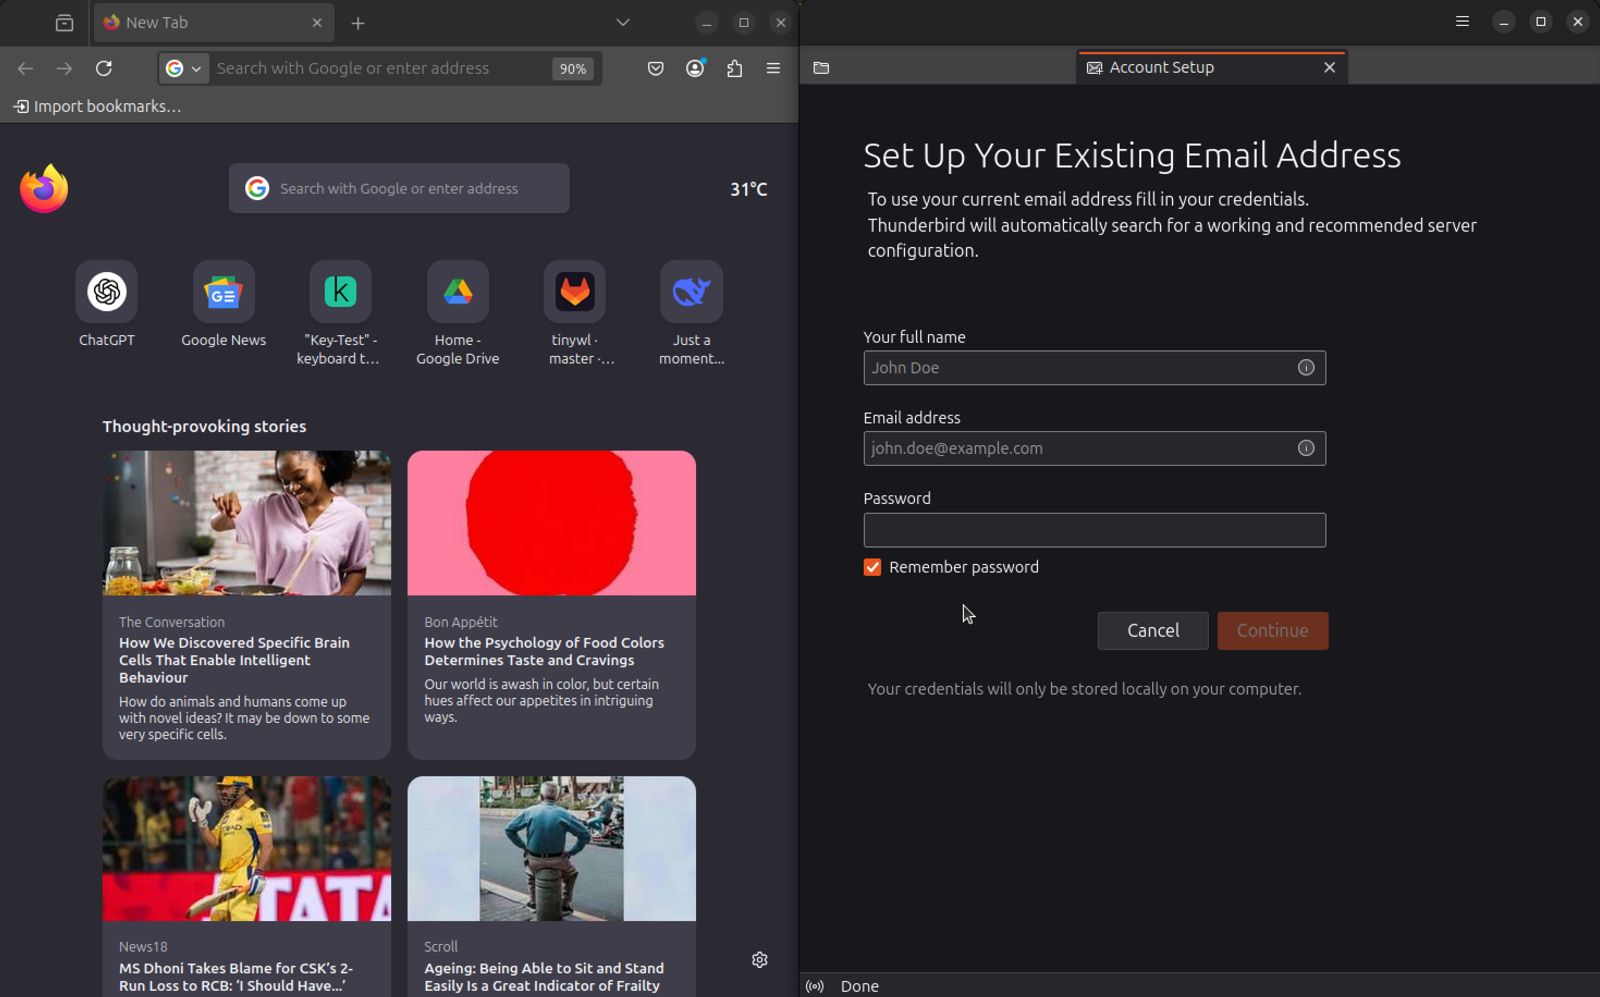 New Tab
Search with Google or enter address
90%
Import bookmarks...
Search with Google or enter address
31°C
ChatGPT
Google News
"Key-Test" -
keyboard t...
Home -
Google Drive
tinywl ·
master ·...
Just a
moment...
Thought-provoking stories
The Conversation
How We Discovered Specific Brain
Cells That Enable Intelligent
Behaviour
How do animals and humans come up
with novel ideas? It may be down to some
very specific cells.
Bon Appétit
How the Psychology of Food Colors
Determines Taste and Cravings
Our world is awash in color, but certain
hues affect our appetites in intriguing
ways.
TATA
News18
MS Dhoni Takes Blame for CSK’s 2-
Run Loss to RCB: ‘I Should Have...’
Scroll
Ageing: Being Able to Sit and Stand
Easily Is a Great Indicator of Frailty
Account Setup
Set Up Your Existing Email Address
To use your current email address fill in your credentials.
Thunderbird will automatically search for a working and recommended server
configuration.
Your full name
John Doe
Email address
john.doe@example.com
Password
Remember password
Cancel
Continue
Your credentials will only be stored locally on your computer.
Done